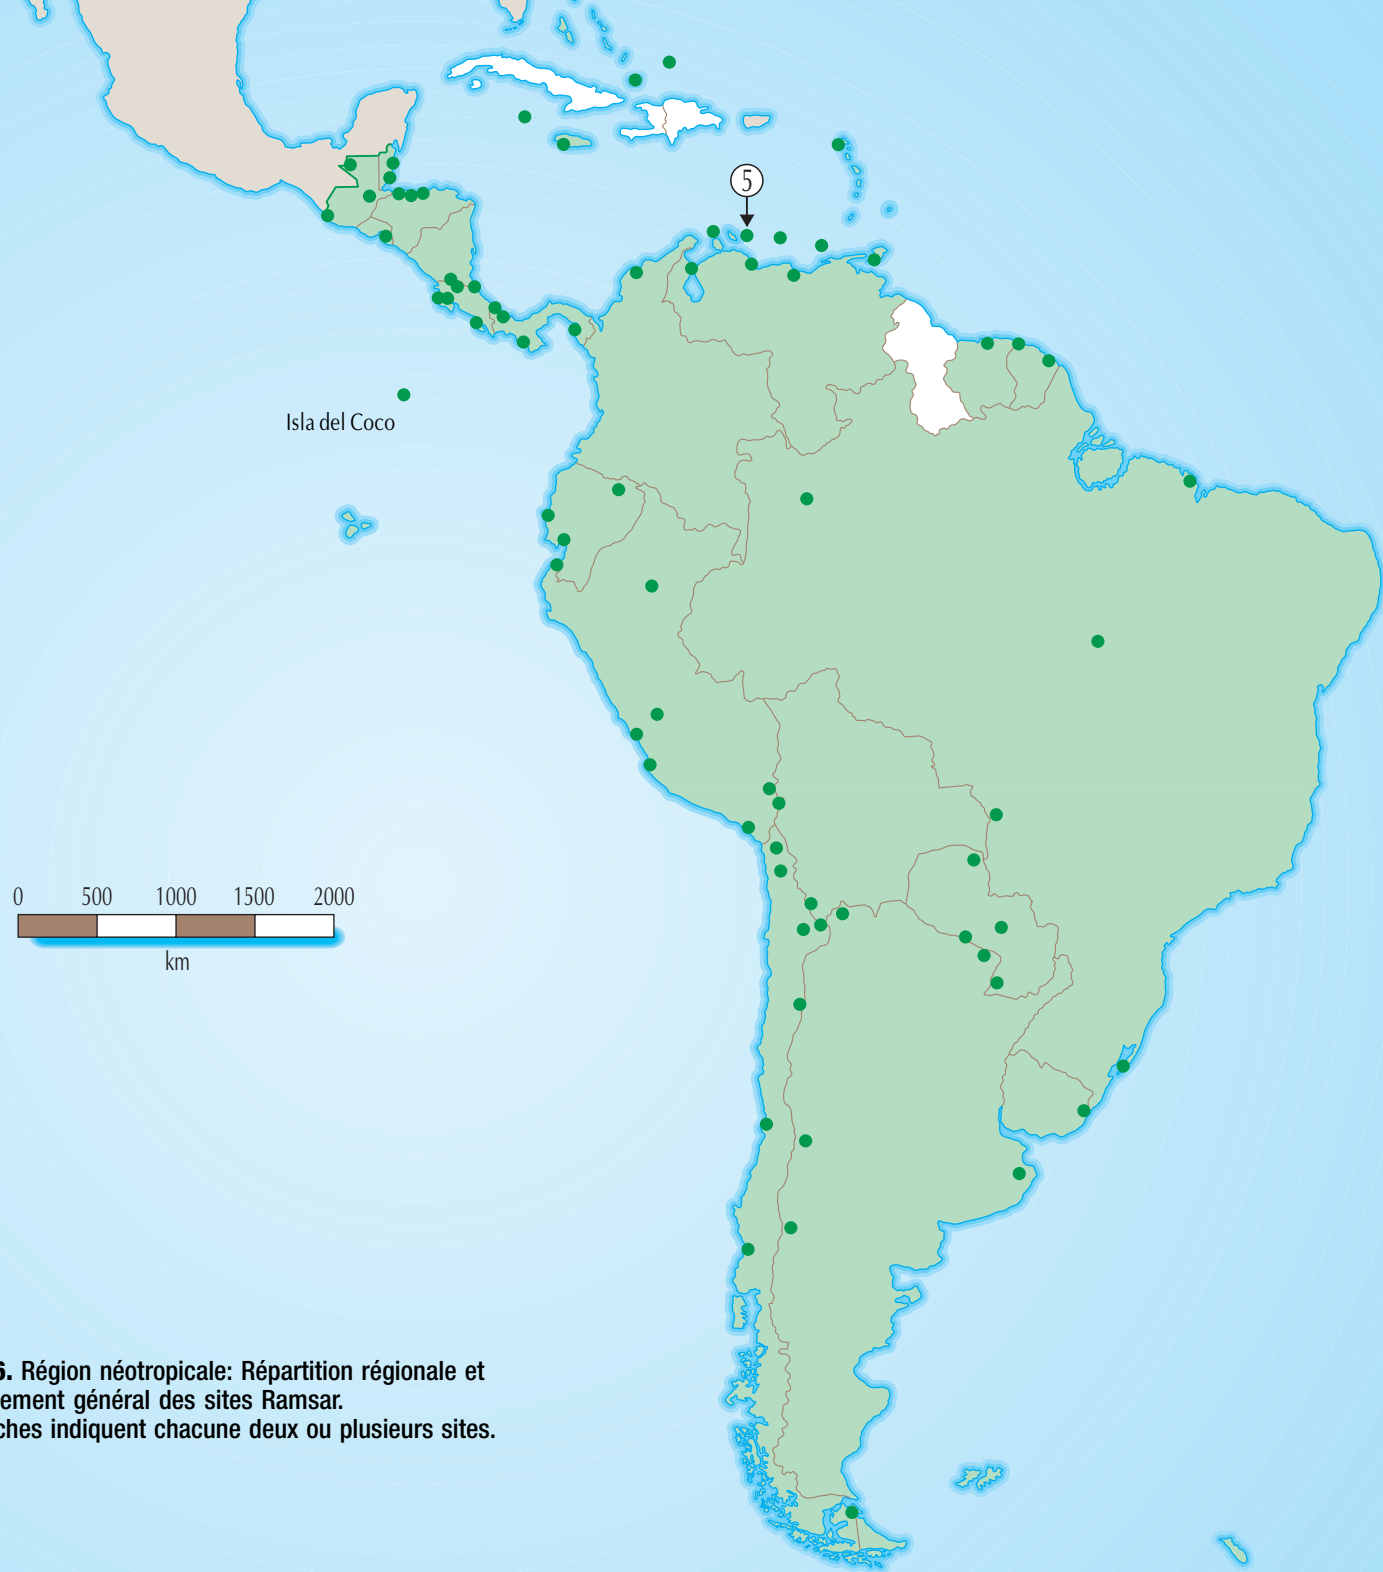 5
Isla del Coco
0 500 1000 1500 2000
km
6. Région néotropicale: Répartition régionale et
ement général des sites Ramsar.
ches indiquent chacune deux ou plusieurs sites.